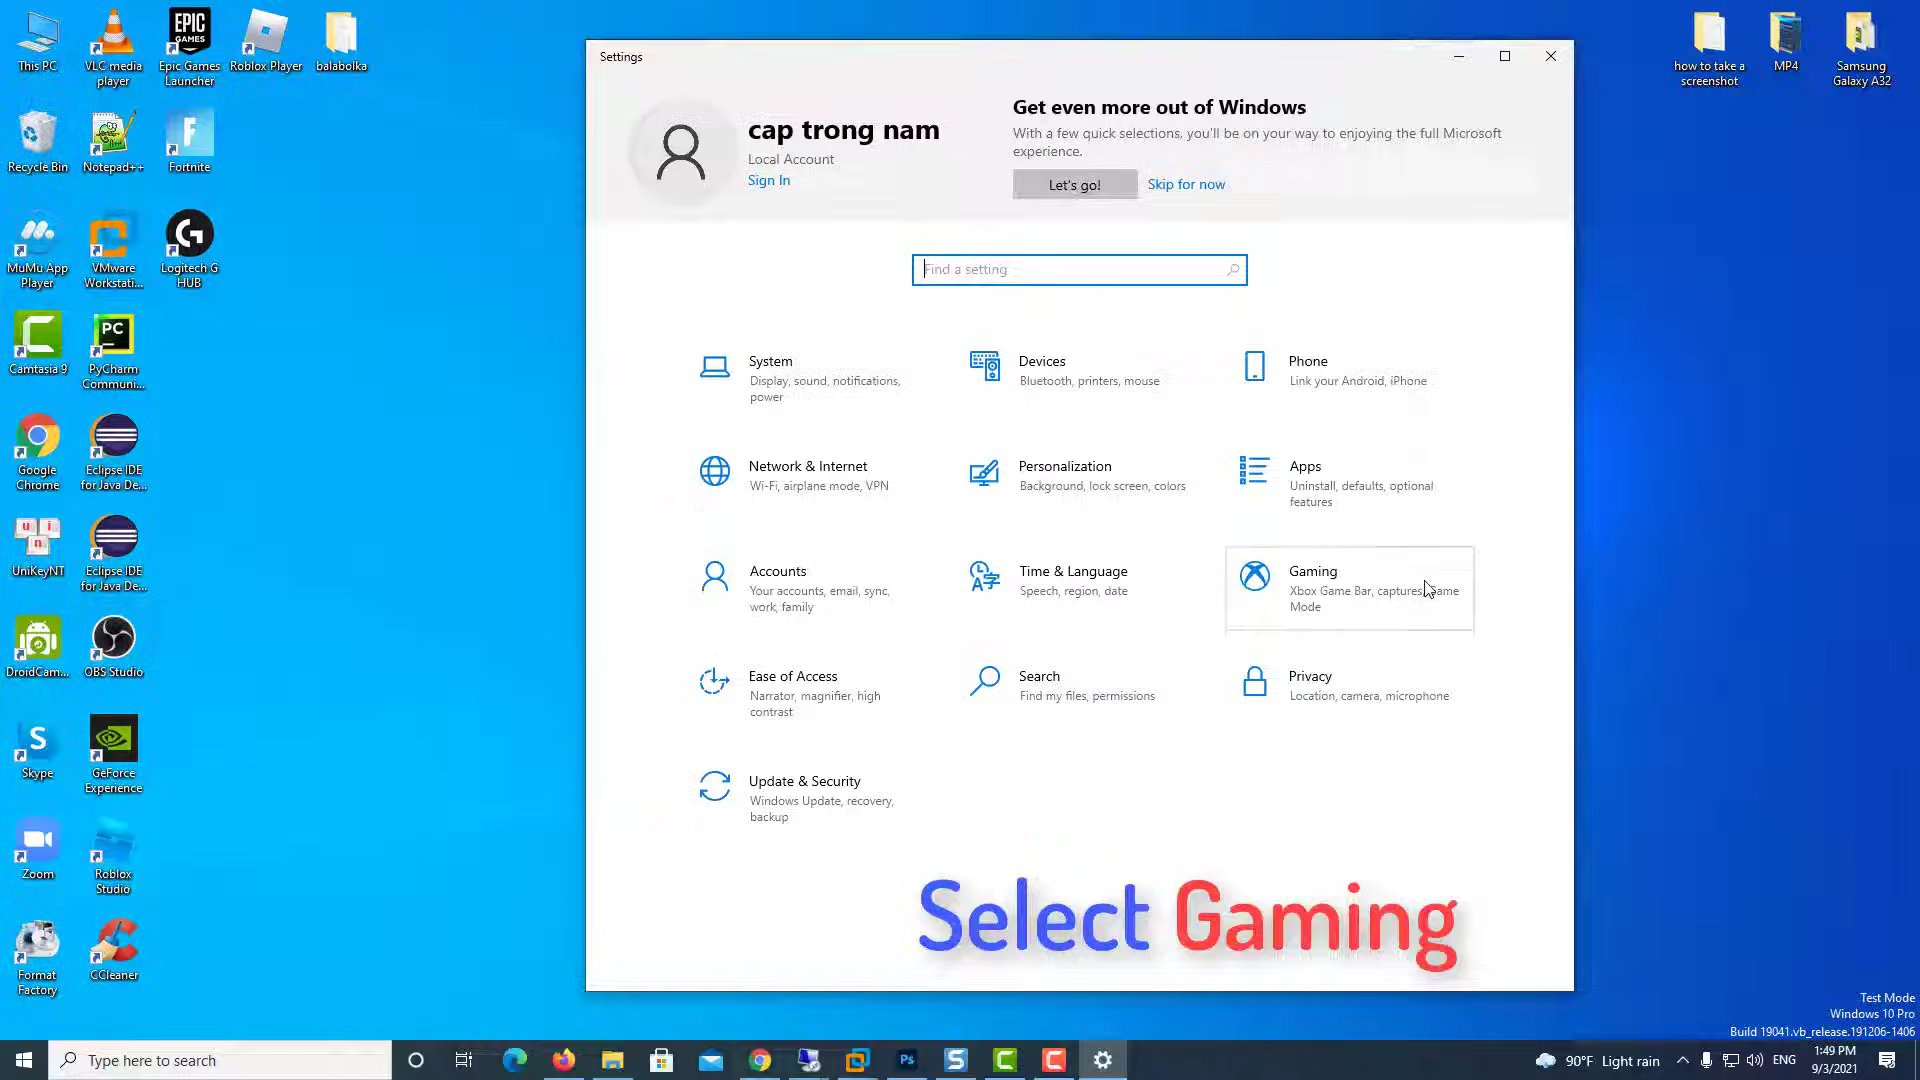 This PC
VLC media
player
EPIC
GAMES
Epic Games
Launcher
Roblox Player
balabolka
Recycle Bin
Notepad++
Fortnite
MuMu App
Player
VMware
Workstati...
Logitech G
HUB
Camtasia 9
PC
PyCharm
Communi...
Google
Chrome
Eclipse IDE
for Java De...
UniKeyNT
Eclipse IDE
for Java De...
DroidCam...
OBS Studio
Skype
GeForce
Experience
Zoom
Roblox
Studio
Format
Factory
CCleaner
how to take a
screenshot
MP4
Samsung
Galaxy A32
Settings
cap trong nam
Local Account
Sign In
Get even more out of Windows
With a few quick selections, you'll be on your way to enjoying the full Microsoft
experience.
Let's go!
Skip for now
Find a setting
System
Display, sound, notifications,
power
Devices
Bluetooth, printers, mouse
Phone
Link your Android, iPhone
Network & Internet
Wi-Fi, airplane mode, VPN
Personalization
Background, lock screen, colors
Apps
Uninstall, defaults, optional
features
Accounts
Your accounts, email, sync,
work, family
Time & Language
Speech, region, date
Gaming
Xbox Game Bar, captures, Game
Mode
Ease of Access
Narrator, magnifier, high
contrast
Search
Find my files, permissions
Privacy
Location, camera, microphone
Update & Security
Windows Update, recovery,
backup
Select Gaming
Test Mode
Windows 10 Pro
Build 19041.vb_release.191206-1406
Type here to search
Ps
90°F Light rain
ENG
1:49 PM
9/3/2021